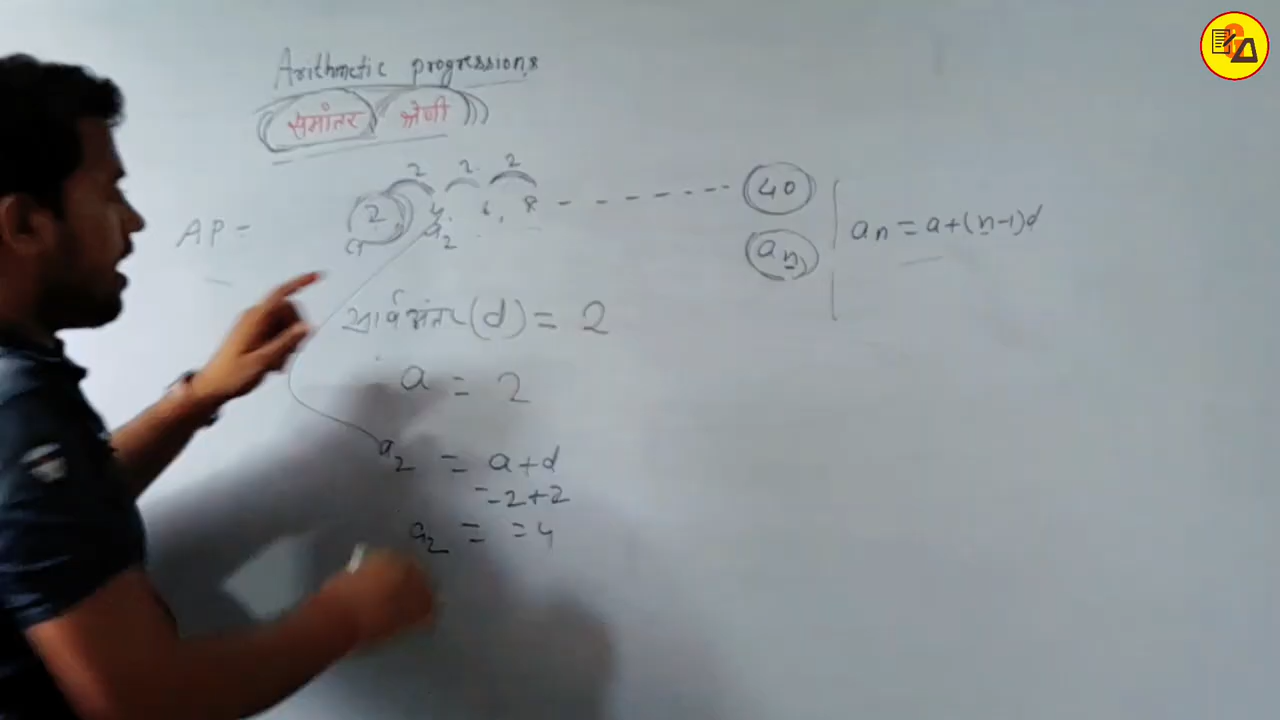 Arithmetic progressions
समांतर श्रेणी
2 2 2
AP- 2, 4, 6, 8 - - - - - - - 40
a a2 an
an = a+(n-1)d
सार्वअंतर (d) = 2
a = 2
a2 = a+d
=-2+2
a2 = =4